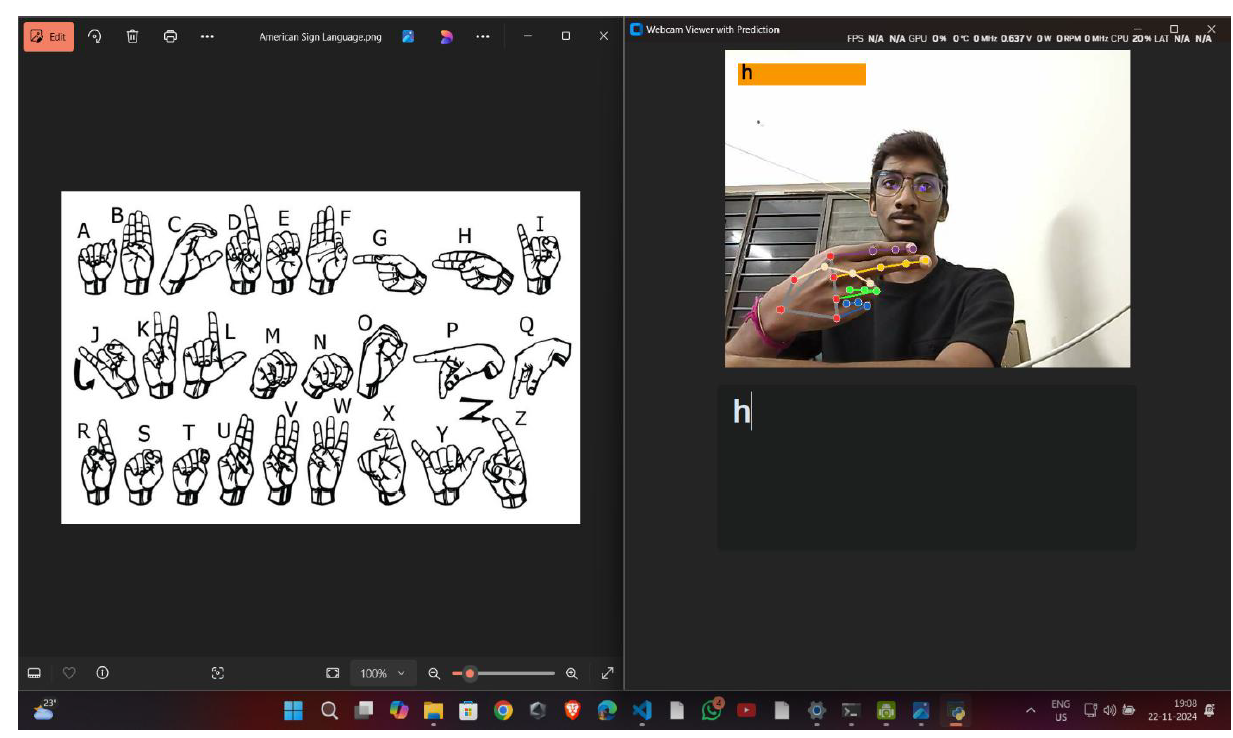 Edit
American Sign Language.png
A B C D E F G H I
J K L M N O P Q
R S T U V W X Y Z
100%
Webcam Viewer with Prediction
FPS N/A N/A GPU 0% 0°C 0 MHz 0.637 V 0 W 0 RPM 0 MHz CPU 20% LAT N/A N/A
h
h
23°
4
ENG
US
19:08
22-11-2024